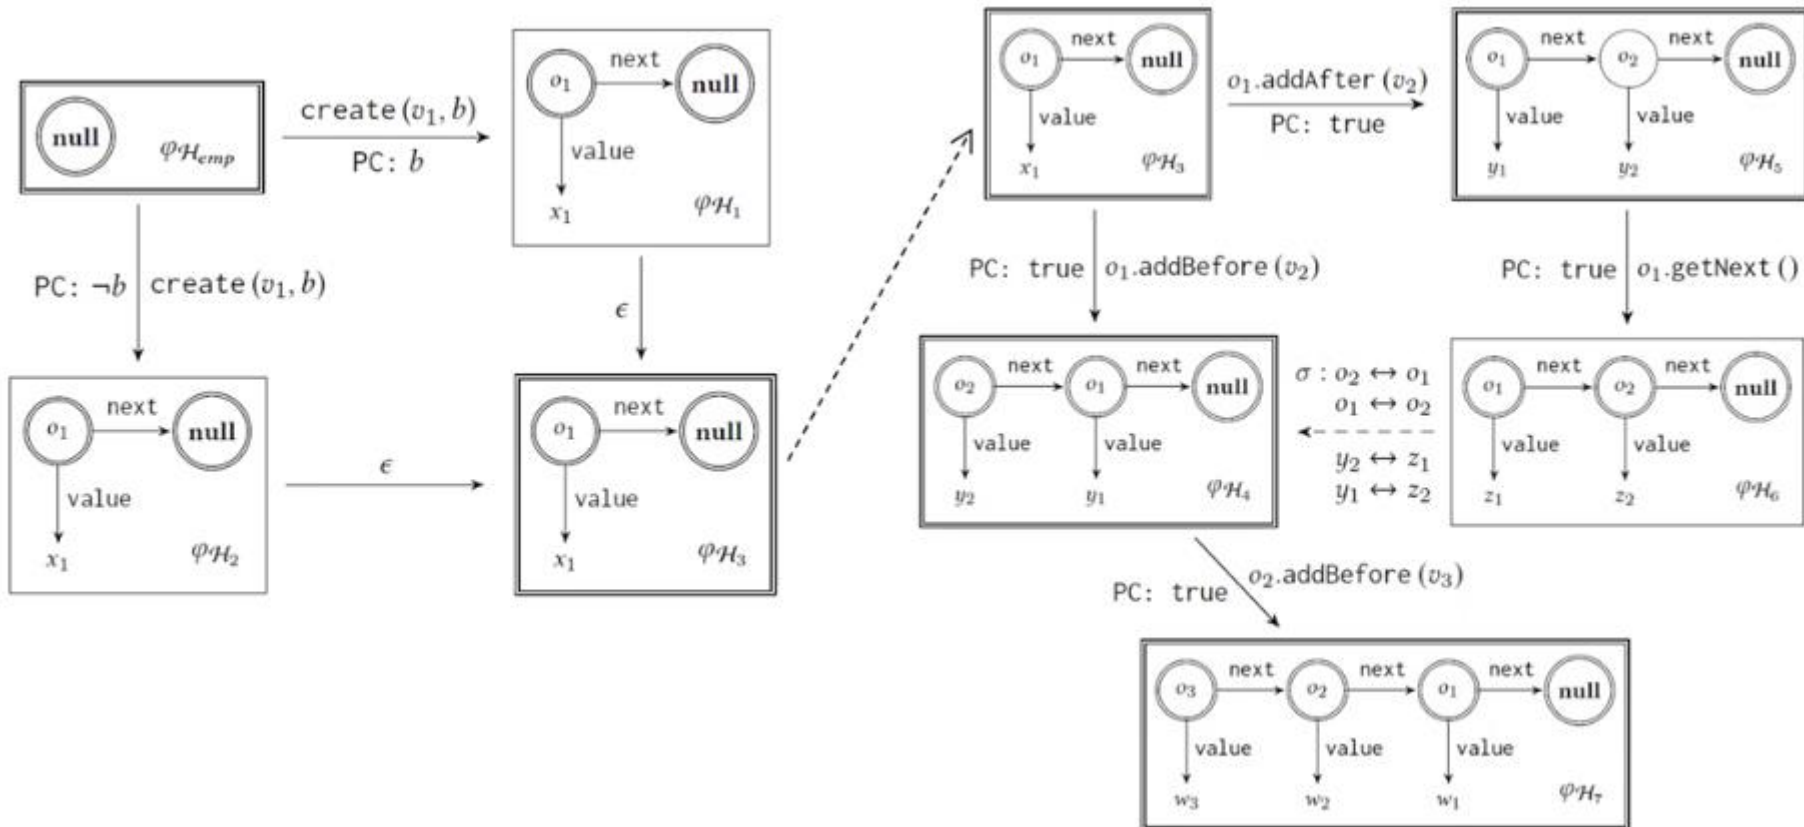 null
φ𝓗emp
create(v₁, b)
PC: b
o₁
next
null
value
x₁
φ𝓗₁
PC: ¬b
create(v₁, b)
ϵ
o₁
next
null
value
x₁
φ𝓗₂
ϵ
o₁
next
null
value
x₁
φ𝓗₃
o₁
next
null
value
x₁
φ𝓗₃
o₁.addAfter(v₂)
PC: true
o₁
next
o₂
next
null
value
value
y₁
y₂
φ𝓗₅
PC: true
o₁.addBefore(v₂)
PC: true
o₁.getNext()
o₂
next
o₁
next
null
value
value
y₂
y₁
φ𝓗₄
σ : o₂ ↔ o₁
o₁ ↔ o₂
y₂ ↔ z₁
y₁ ↔ z₂
o₁
next
o₂
next
null
value
value
z₁
z₂
φ𝓗₆
PC: true
o₂.addBefore(v₃)
o₃
next
o₂
next
o₁
next
null
value
value
value
w₃
w₂
w₁
φ𝓗₇